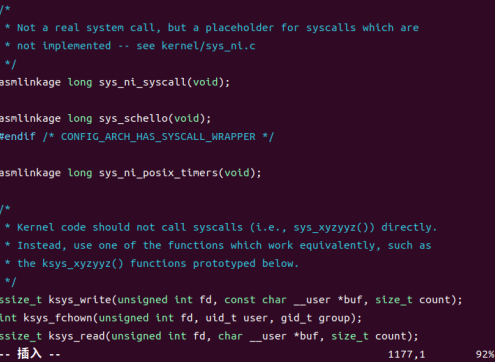 /*
* Not a real system call, but a placeholder for syscalls which are
* not implemented -- see kernel/sys_ni.c
*/
asmlinkage long sys_ni_syscall(void);
asmlinkage long sys_schello(void);
#endif /* CONFIG_ARCH_HAS_SYSCALL_WRAPPER */
asmlinkage long sys_ni_posix_timers(void);
/*
* Kernel code should not call syscalls (i.e., sys_xyzyyz()) directly.
* Instead, use one of the functions which work equivalently, such as
* the ksys_xyzyyz() functions prototyped below.
*/
ssize_t ksys_write(unsigned int fd, const char __user *buf, size_t count);
int ksys_fchown(unsigned int fd, uid_t user, gid_t group);
ssize_t ksys_read(unsigned int fd, char __user *buf, size_t count);
-- 插入 -- 1177,1 92%